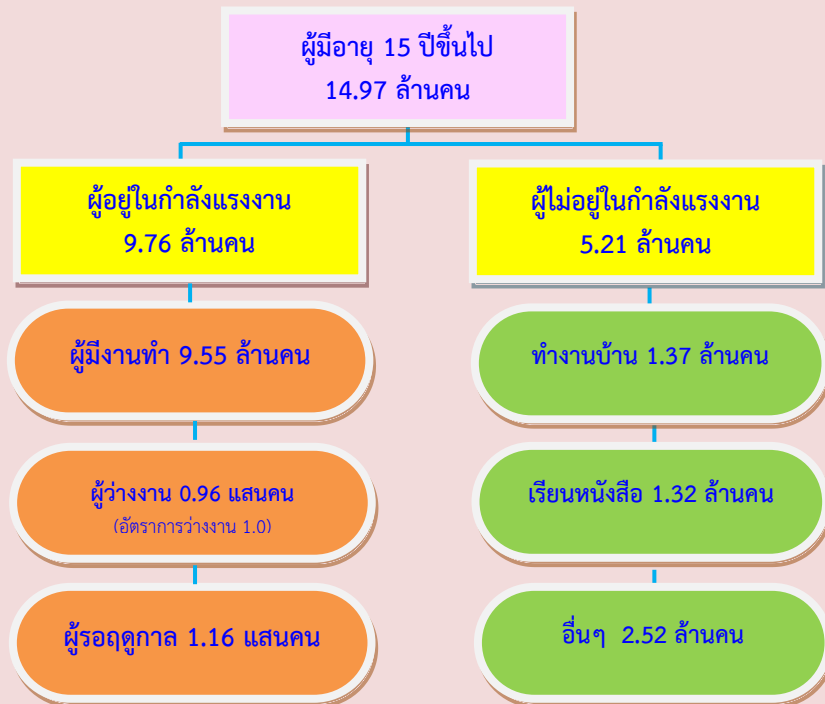 ผู้มีอายุ 15 ปีขึ้นไป
14.97 ล้านคน
ผู้อยู่ในกำลังแรงงาน
9.76 ล้านคน
ผู้ไม่อยู่ในกำลังแรงงาน
5.21 ล้านคน
ผู้มีงานทำ 9.55 ล้านคน
ทำงานบ้าน 1.37 ล้านคน
ผู้ว่างงาน 0.96 แสนคน
(อัตราการว่างงาน 1.0)
เรียนหนังสือ 1.32 ล้านคน
ผู้รอฤดูกาล 1.16 แสนคน
อื่นๆ 2.52 ล้านคน